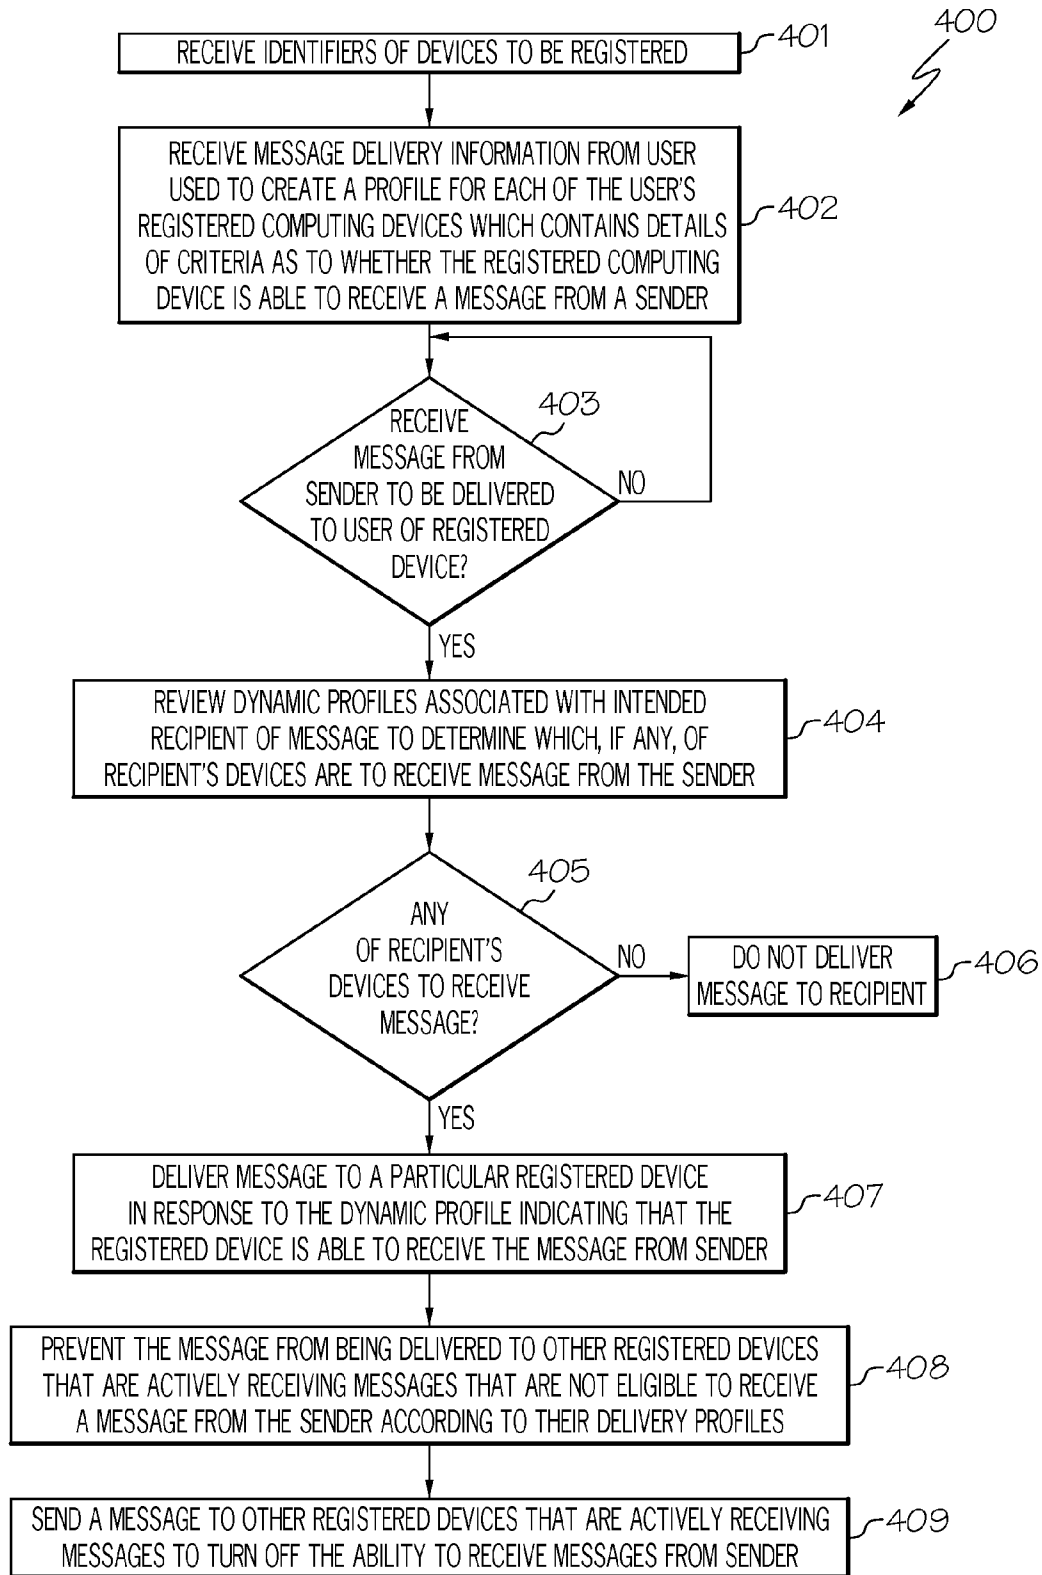 400
RECEIVE IDENTIFIERS OF DEVICES TO BE REGISTERED
401
RECEIVE MESSAGE DELIVERY INFORMATION FROM USER
USED TO CREATE A PROFILE FOR EACH OF THE USER'S
REGISTERED COMPUTING DEVICES WHICH CONTAINS DETAILS
OF CRITERIA AS TO WHETHER THE REGISTERED COMPUTING
DEVICE IS ABLE TO RECEIVE A MESSAGE FROM A SENDER
402
RECEIVE
MESSAGE FROM
SENDER TO BE DELIVERED
TO USER OF REGISTERED
DEVICE?
403
NO
YES
REVIEW DYNAMIC PROFILES ASSOCIATED WITH INTENDED
RECIPIENT OF MESSAGE TO DETERMINE WHICH, IF ANY, OF
RECIPIENT'S DEVICES ARE TO RECEIVE MESSAGE FROM THE SENDER
404
ANY
OF RECIPIENT'S
DEVICES TO RECEIVE
MESSAGE?
405
NO
DO NOT DELIVER
MESSAGE TO RECIPIENT
406
YES
DELIVER MESSAGE TO A PARTICULAR REGISTERED DEVICE
IN RESPONSE TO THE DYNAMIC PROFILE INDICATING THAT THE
REGISTERED DEVICE IS ABLE TO RECEIVE THE MESSAGE FROM SENDER
407
PREVENT THE MESSAGE FROM BEING DELIVERED TO OTHER REGISTERED DEVICES
THAT ARE ACTIVELY RECEIVING MESSAGES THAT ARE NOT ELIGIBLE TO RECEIVE
A MESSAGE FROM THE SENDER ACCORDING TO THEIR DELIVERY PROFILES
408
SEND A MESSAGE TO OTHER REGISTERED DEVICES THAT ARE ACTIVELY RECEIVING
MESSAGES TO TURN OFF THE ABILITY TO RECEIVE MESSAGES FROM SENDER
409